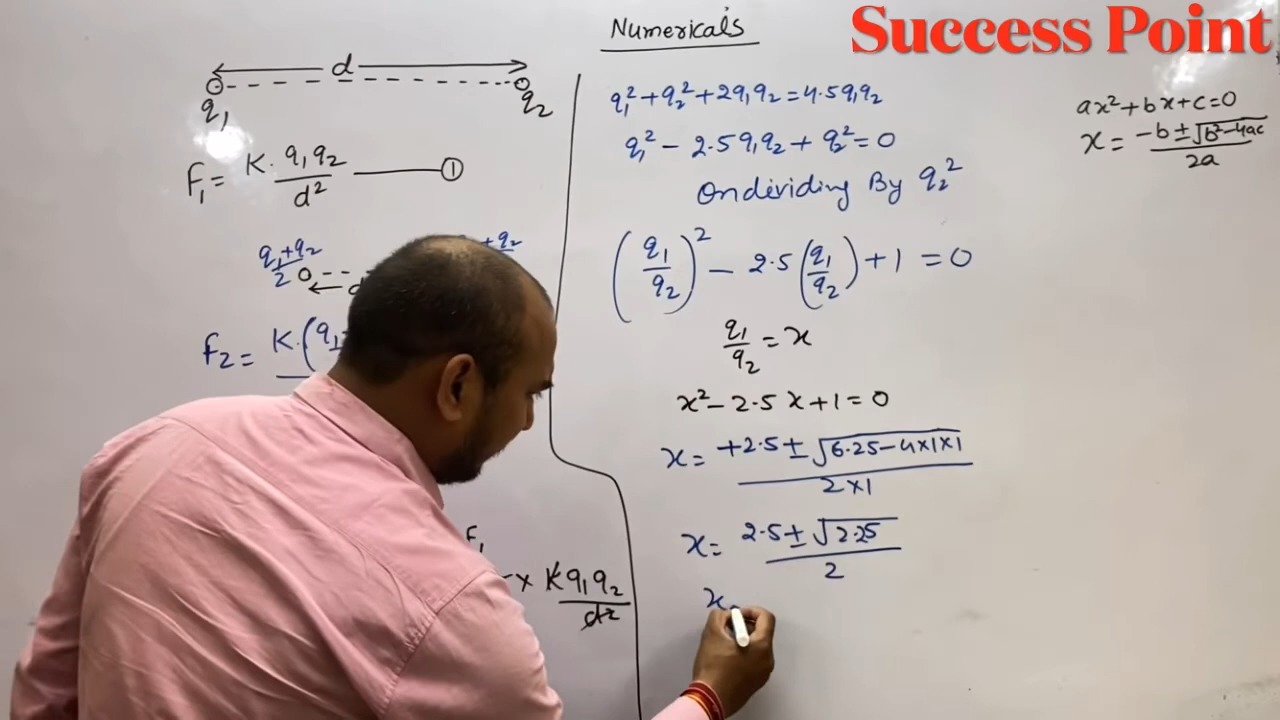 Success Point
Numericals
d
q₁ q₂
F₁ = K. q₁q₂ / d² ——— ①
q₁+q₂ / 2
+q₂
F₂ = K.(q₁
F₁
× Kq₁q₂ / d²
q₁² + q₂² + 2q₁q₂ = 4.5q₁q₂
q₁² - 2.5q₁q₂ + q₂² = 0
On dividing By q₂²
(q₁/q₂)² - 2.5(q₁/q₂) + 1 = 0
q₁/q₂ = x
x² - 2.5x + 1 = 0
x = +2.5 ± √6.25 - 4×1×1 / 2×1
x = 2.5 ± √2.25 / 2
x
ax² + bx + c = 0
x = -b ± √b² - 4ac / 2a